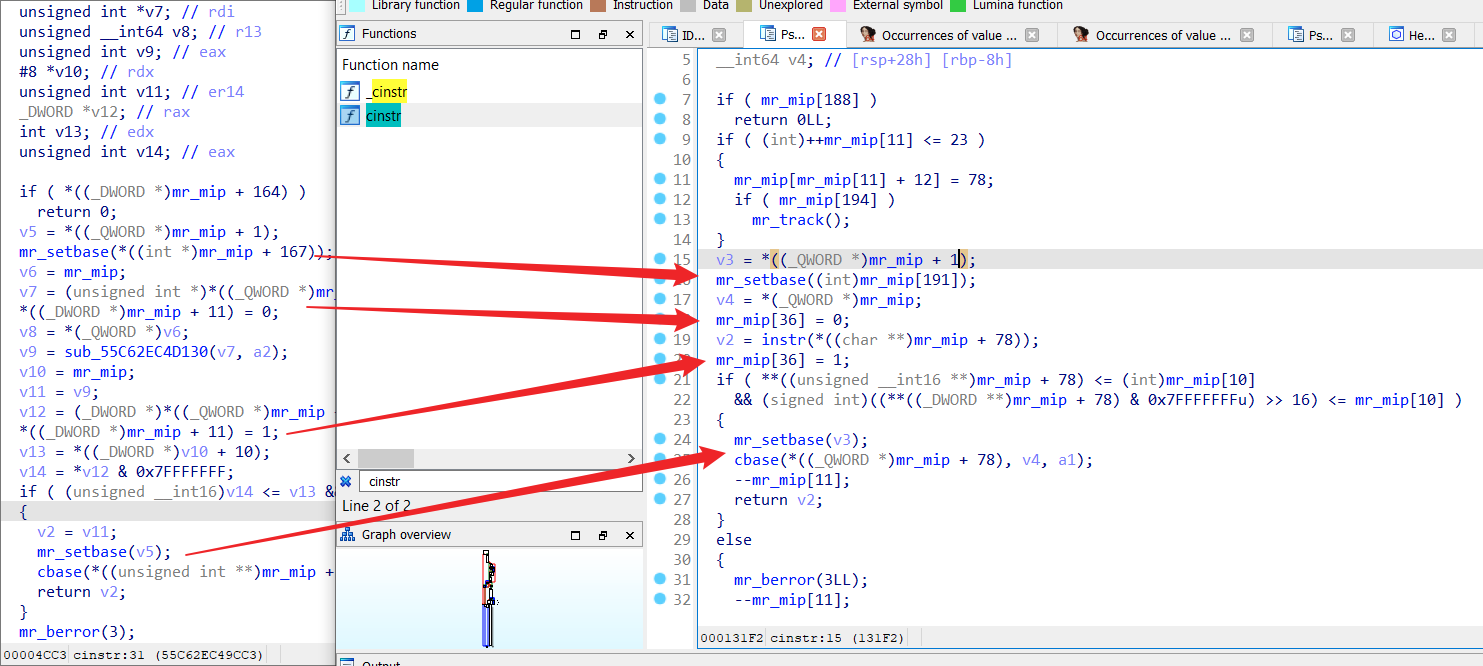 unsigned int *v7; // rdi
unsigned __int64 v8; // r13
unsigned int v9; // eax
#8 *v10; // rdx
unsigned int v11; // er14
_DWORD *v12; // rax
int v13; // edx
unsigned int v14; // eax
if ( *((_DWORD *)mr_mip + 164) )
return 0;
v5 = *((_QWORD *)mr_mip + 1);
mr_setbase(*((int *)mr_mip + 167));
v6 = mr_mip;
v7 = (unsigned int *)*((_QWORD *)mr_
*((_DWORD *)mr_mip + 11) = 0;
v8 = *(_QWORD *)v6;
v9 = sub_55C62EC4D130(v7, a2);
v10 = mr_mip;
v11 = v9;
v12 = (_DWORD *)*((_QWORD *)mr_mip +
*((_DWORD *)mr_mip + 11) = 1;
v13 = *((_DWORD *)v10 + 10);
v14 = *v12 & 0x7FFFFFFF;
if ( (unsigned __int16)v14 <= v13 &
{
v2 = v11;
mr_setbase(v5);
cbase(*((unsigned int **)mr_mip +
return v2;
}
mr_berror(3);
00004CC3 cinstr:31 (55C62EC49CC3)
Library function Regular function Instruction Data Unexplored External symbol Lumina function
Functions
Function name
_cinstr
cinstr
cinstr
Line 2 of 2
Graph overview
Output
ID... Ps... Occurrences of value ... Occurrences of value ... Ps... He...
5 __int64 v4; // [rsp+28h] [rbp-8h]
6
7 if ( mr_mip[188] )
8 return 0LL;
9 if ( (int)++mr_mip[11] <= 23 )
10 {
11 mr_mip[mr_mip[11] + 12] = 78;
12 if ( mr_mip[194] )
13 mr_track();
14 }
15 v3 = *((_QWORD *)mr_mip + 1);
mr_setbase((int)mr_mip[191]);
17 v4 = *(_QWORD *)mr_mip;
mr_mip[36] = 0;
19 v2 = instr(*((char **)mr_mip + 78));
mr_mip[36] = 1;
21 if ( **((unsigned __int16 **)mr_mip + 78) <= (int)mr_mip[10]
22 && (signed int)((**((_DWORD **)mr_mip + 78) & 0x7FFFFFFFu) >> 16) <= mr_mip[10] )
23 {
24 mr_setbase(v3);
cbase(*((_QWORD *)mr_mip + 78), v4, a1);
26 --mr_mip[11];
27 return v2;
28 }
29 else
30 {
31 mr_berror(3LL);
32 --mr_mip[11];
000131F2 cinstr:15 (131F2)